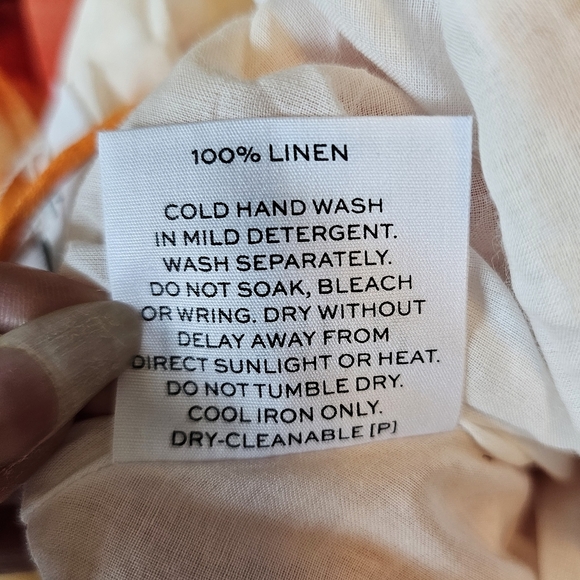 100% LINEN
COLD HAND WASH
IN MILD DETERGENT.
WASH SEPARATELY.
DO NOT SOAK, BLEACH
OR WRING. DRY WITHOUT
DELAY AWAY FROM
DIRECT SUNLIGHT OR HEAT.
DO NOT TUMBLE DRY.
COOL IRON ONLY.
DRY-CLEANABLE [P]